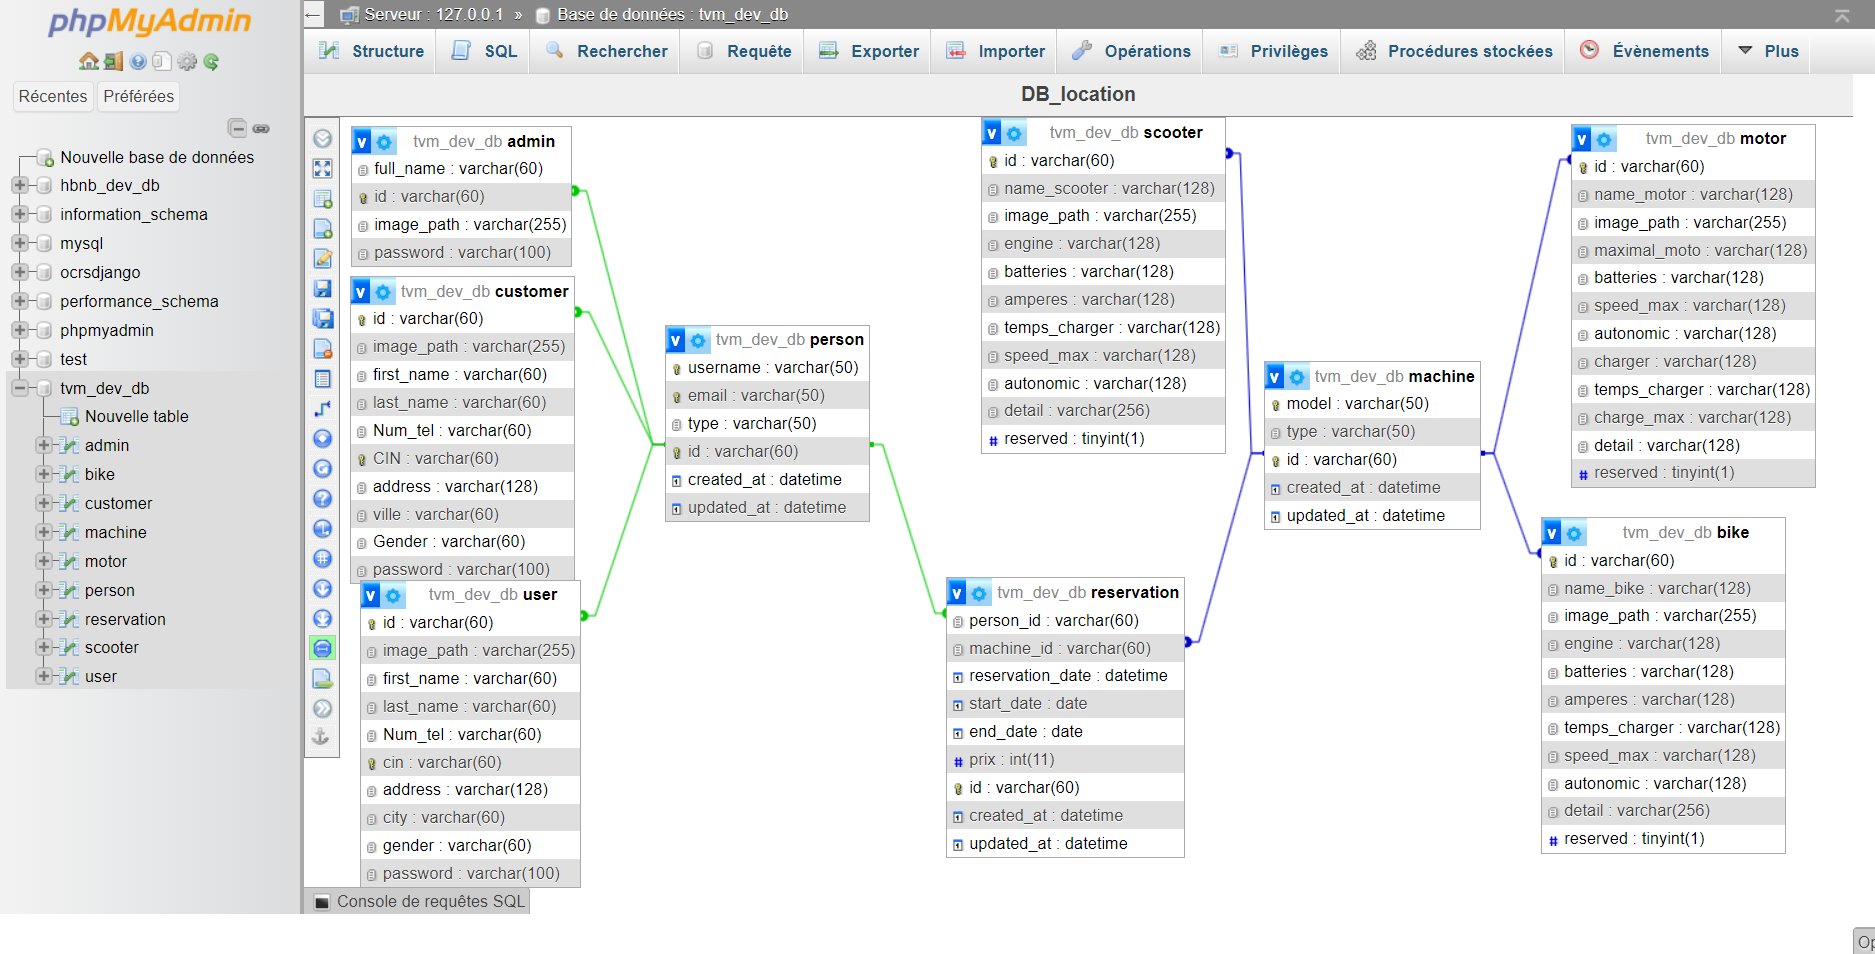 phpMyAdmin
Récentes Préférées
Nouvelle base de données
hbnb_dev_db
information_schema
mysql
ocrsdjango
performance_schema
phpmyadmin
test
tvm_dev_db
Nouvelle table
admin
bike
customer
machine
motor
person
reservation
scooter
user
Serveur : 127.0.0.1 » Base de données : tvm_dev_db
Structure SQL Rechercher Requête Exporter Importer Opérations Privilèges Procédures stockées Évènements Plus
DB_location
v tvm_dev_db admin
full_name : varchar(60)
id : varchar(60)
image_path : varchar(255)
password : varchar(100)
v tvm_dev_db customer
id : varchar(60)
image_path : varchar(255)
first_name : varchar(60)
last_name : varchar(60)
Num_tel : varchar(60)
CIN : varchar(60)
address : varchar(128)
ville : varchar(60)
Gender : varchar(60)
password : varchar(100)
v tvm_dev_db user
id : varchar(60)
image_path : varchar(255)
first_name : varchar(60)
last_name : varchar(60)
Num_tel : varchar(60)
cin : varchar(60)
address : varchar(128)
city : varchar(60)
gender : varchar(60)
password : varchar(100)
v tvm_dev_db person
username : varchar(50)
email : varchar(50)
type : varchar(50)
id : varchar(60)
created_at : datetime
updated_at : datetime
v tvm_dev_db scooter
id : varchar(60)
name_scooter : varchar(128)
image_path : varchar(255)
engine : varchar(128)
batteries : varchar(128)
amperes : varchar(128)
temps_charger : varchar(128)
speed_max : varchar(128)
autonomic : varchar(128)
detail : varchar(256)
# reserved : tinyint(1)
v tvm_dev_db reservation
person_id : varchar(60)
machine_id : varchar(60)
reservation_date : datetime
start_date : date
end_date : date
# prix : int(11)
id : varchar(60)
created_at : datetime
updated_at : datetime
v tvm_dev_db machine
model : varchar(50)
type : varchar(50)
id : varchar(60)
created_at : datetime
updated_at : datetime
v tvm_dev_db motor
id : varchar(60)
name_motor : varchar(128)
image_path : varchar(255)
maximal_moto : varchar(128)
batteries : varchar(128)
speed_max : varchar(128)
autonomic : varchar(128)
charger : varchar(128)
temps_charger : varchar(128)
charge_max : varchar(128)
detail : varchar(128)
# reserved : tinyint(1)
v tvm_dev_db bike
id : varchar(60)
name_bike : varchar(128)
image_path : varchar(255)
engine : varchar(128)
batteries : varchar(128)
amperes : varchar(128)
temps_charger : varchar(128)
speed_max : varchar(128)
autonomic : varchar(128)
detail : varchar(256)
# reserved : tinyint(1)
Console de requêtes SQL